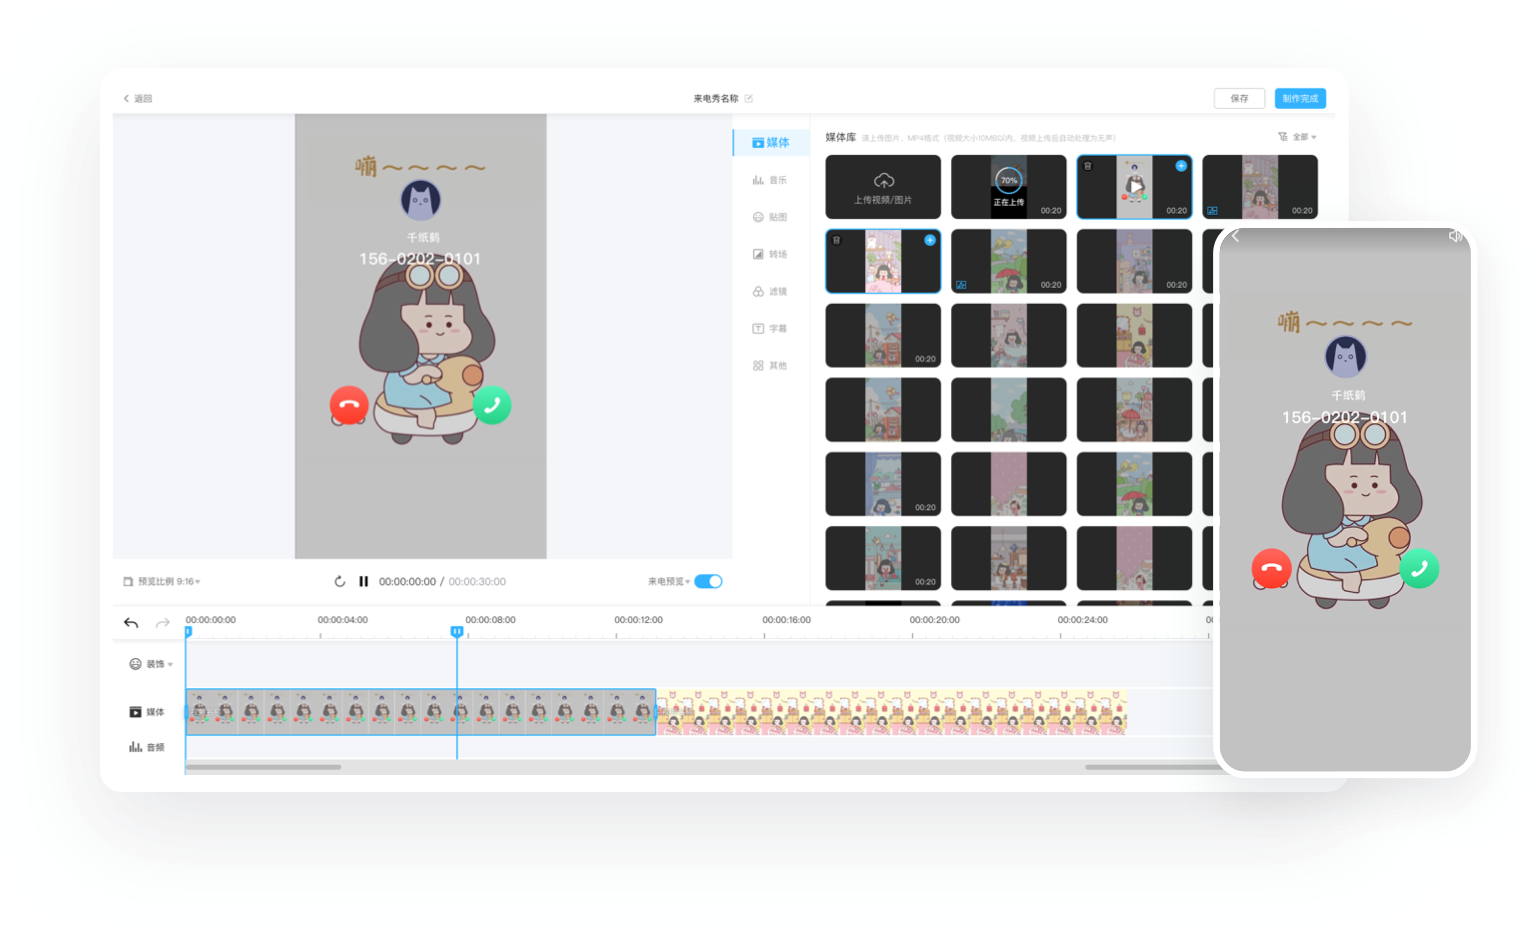 返回
来电秀名称
保存
制作完成
嘣～～～～
千纸鹤
156-0202-0101
预览比例 9:16
00:00:00:00 / 00:00:30:00
来电预览
媒体
音乐
贴图
转场
滤镜
字幕
其他
媒体库 请上传图片、MP4格式（视频大小10MB以内，视频上传后自动处理为无声）
全部
上传视频/图片
70%
正在上传
00:20
00:20
00:20
00:20
00:20
00:20
00:20
00:20
嘣～～～～
千纸鹤
156-0202-0101
00:00:00:00
00:00:04:00
00:00:08:00
00:00:12:00
00:00:16:00
00:00:20:00
00:00:24:00
装饰
媒体
音频